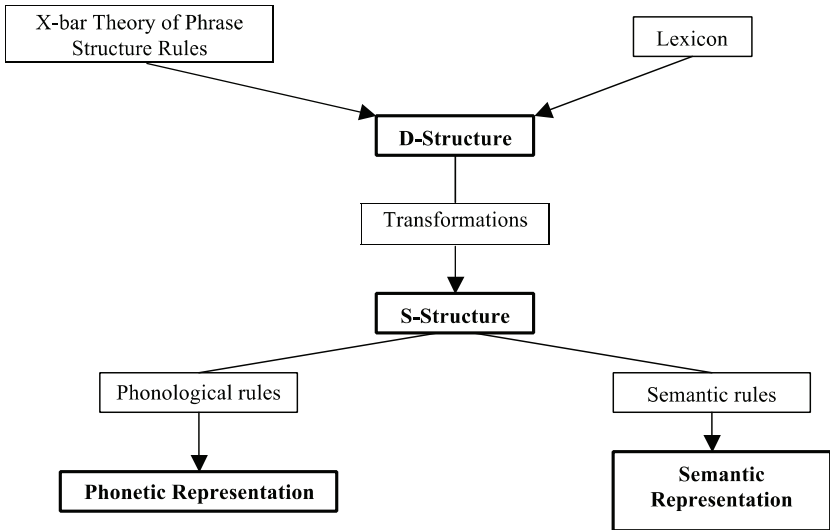 X-bar Theory of Phrase
Structure Rules
Lexicon
D-Structure
Transformations
S-Structure
Phonological rules
Semantic rules
Phonetic Representation
Semantic
Representation